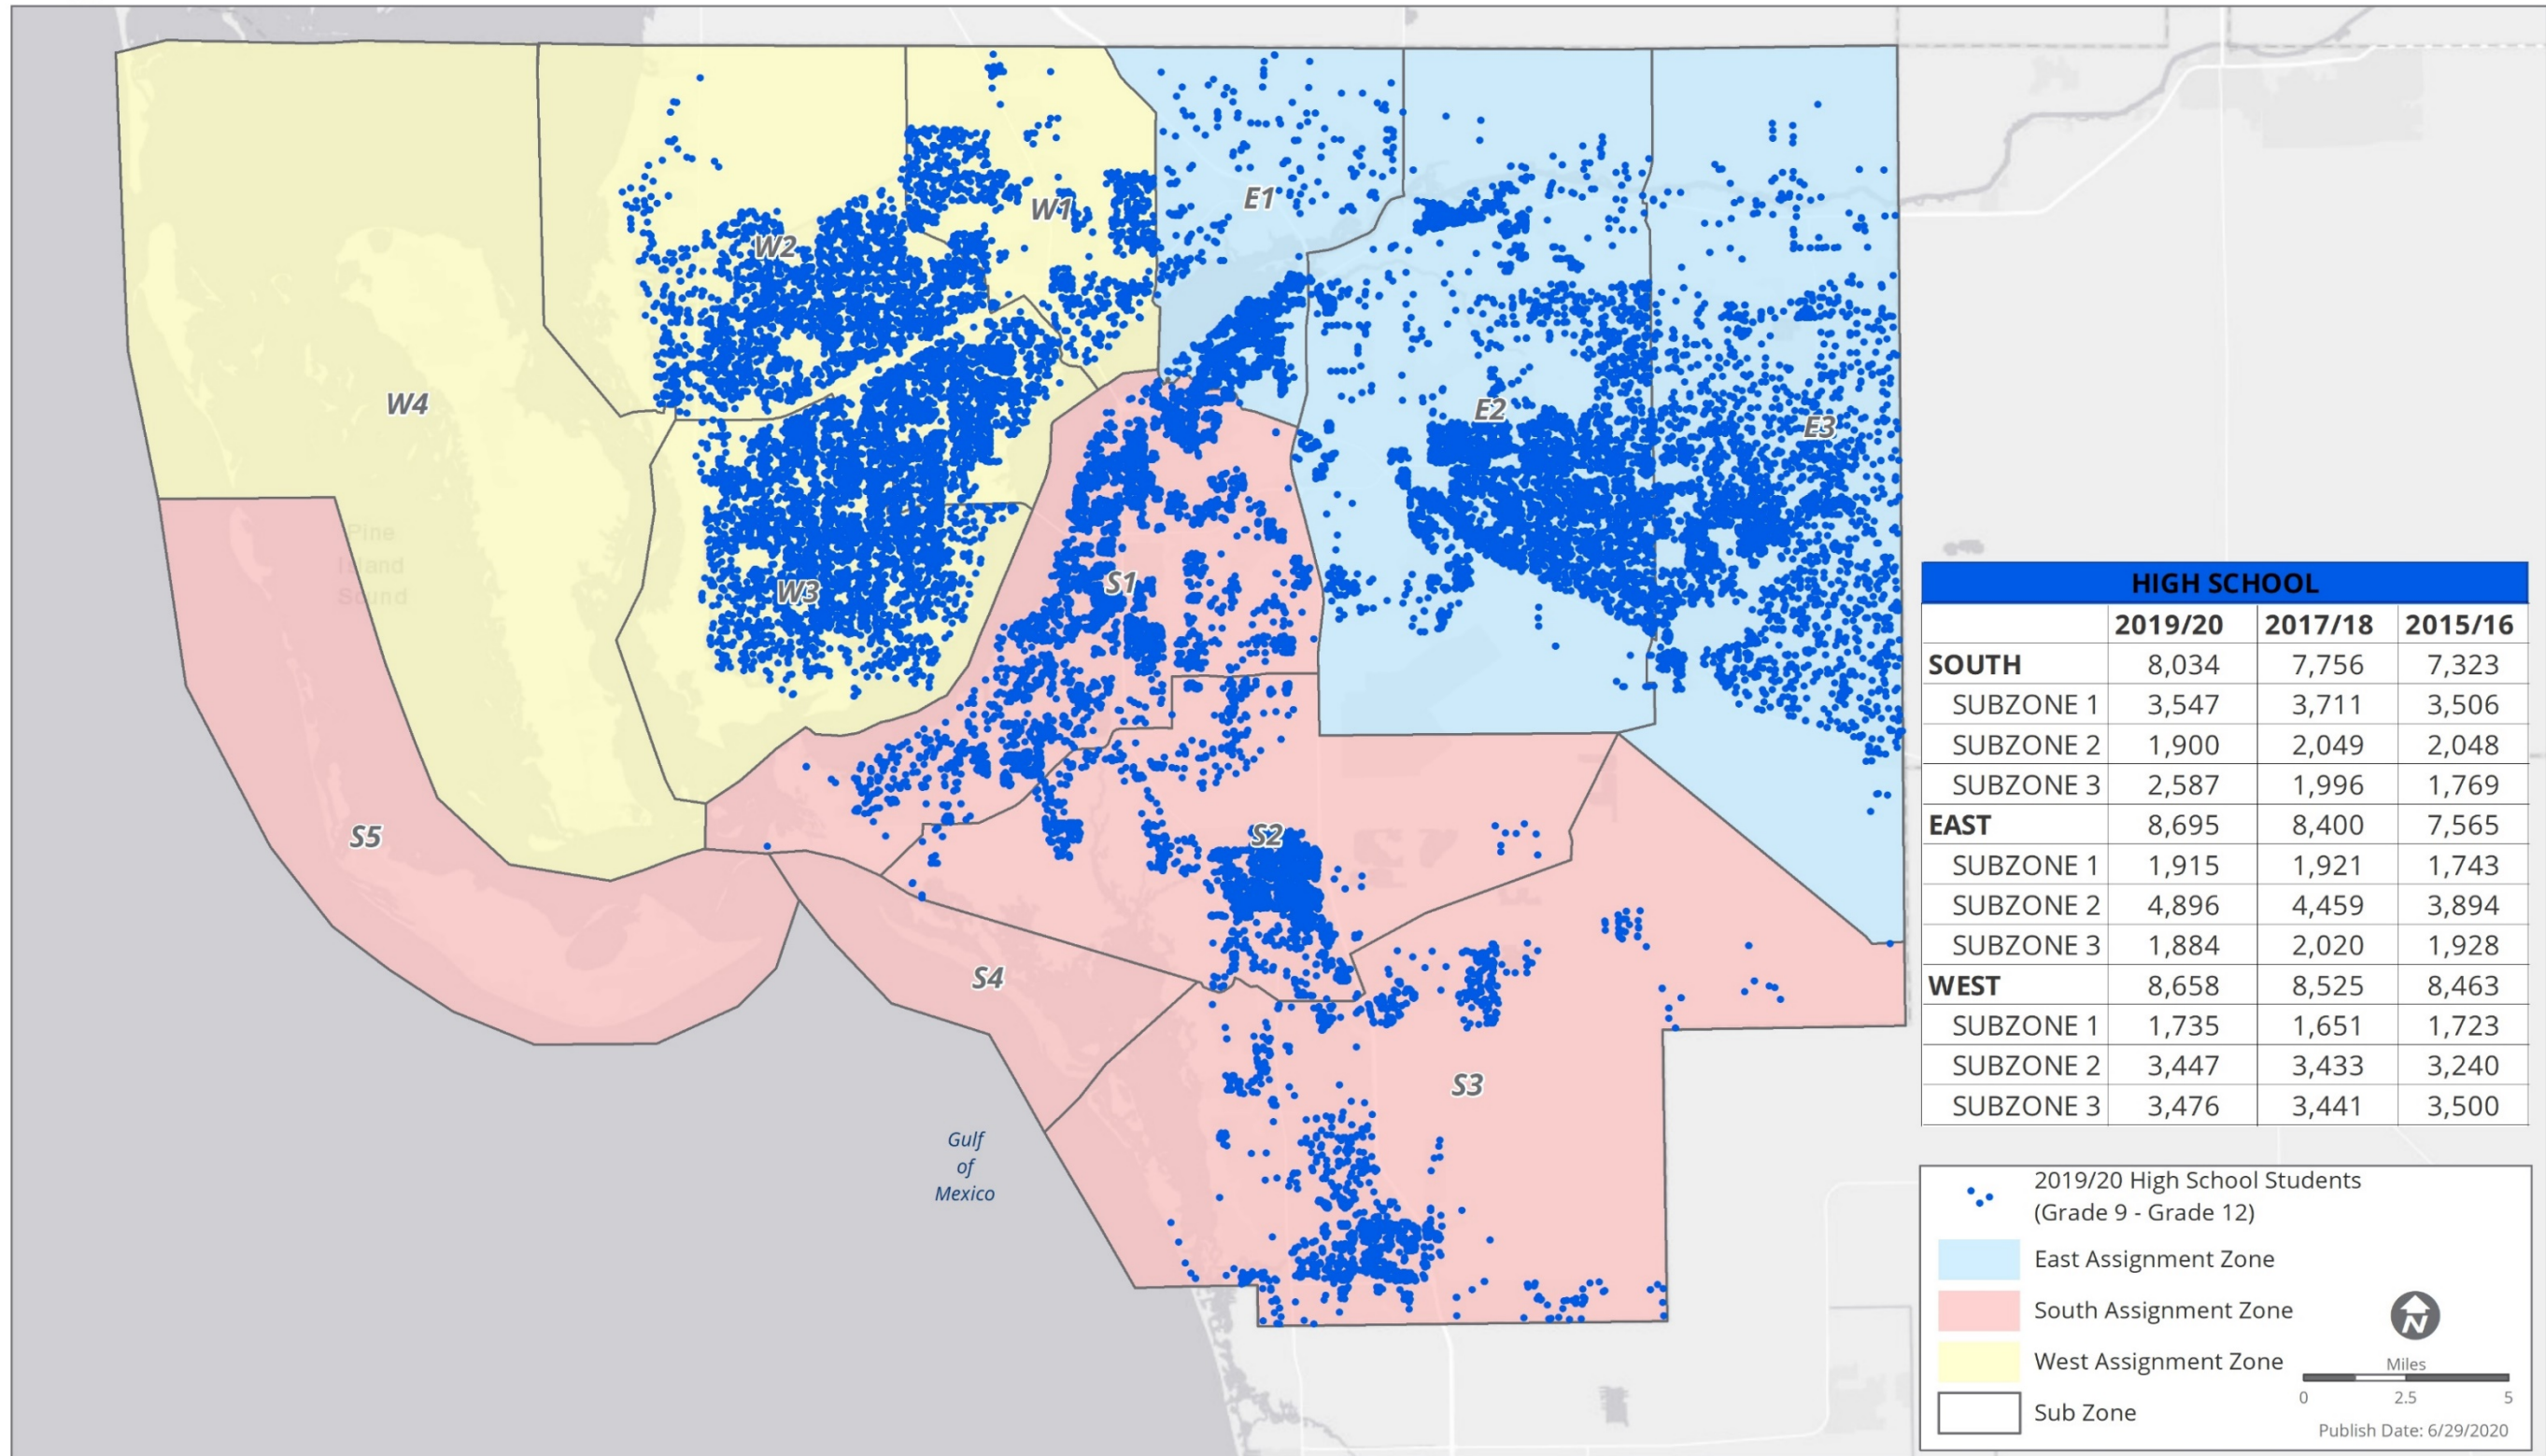 W1
E1
W2
W4
E2
E3
Pine
Island
Sound
S1
W3
S5
S2
S4
S3
Gulf
of
Mexico
HIGH SCHOOL
2019/20 2017/18 2015/16
SOUTH 8,034 7,756 7,323
SUBZONE 1 3,547 3,711 3,506
SUBZONE 2 1,900 2,049 2,048
SUBZONE 3 2,587 1,996 1,769
EAST 8,695 8,400 7,565
SUBZONE 1 1,915 1,921 1,743
SUBZONE 2 4,896 4,459 3,894
SUBZONE 3 1,884 2,020 1,928
WEST 8,658 8,525 8,463
SUBZONE 1 1,735 1,651 1,723
SUBZONE 2 3,447 3,433 3,240
SUBZONE 3 3,476 3,441 3,500
2019/20 High School Students
(Grade 9 - Grade 12)
East Assignment Zone
South Assignment Zone
West Assignment Zone
Sub Zone
N
Miles
0 2.5 5
Publish Date: 6/29/2020